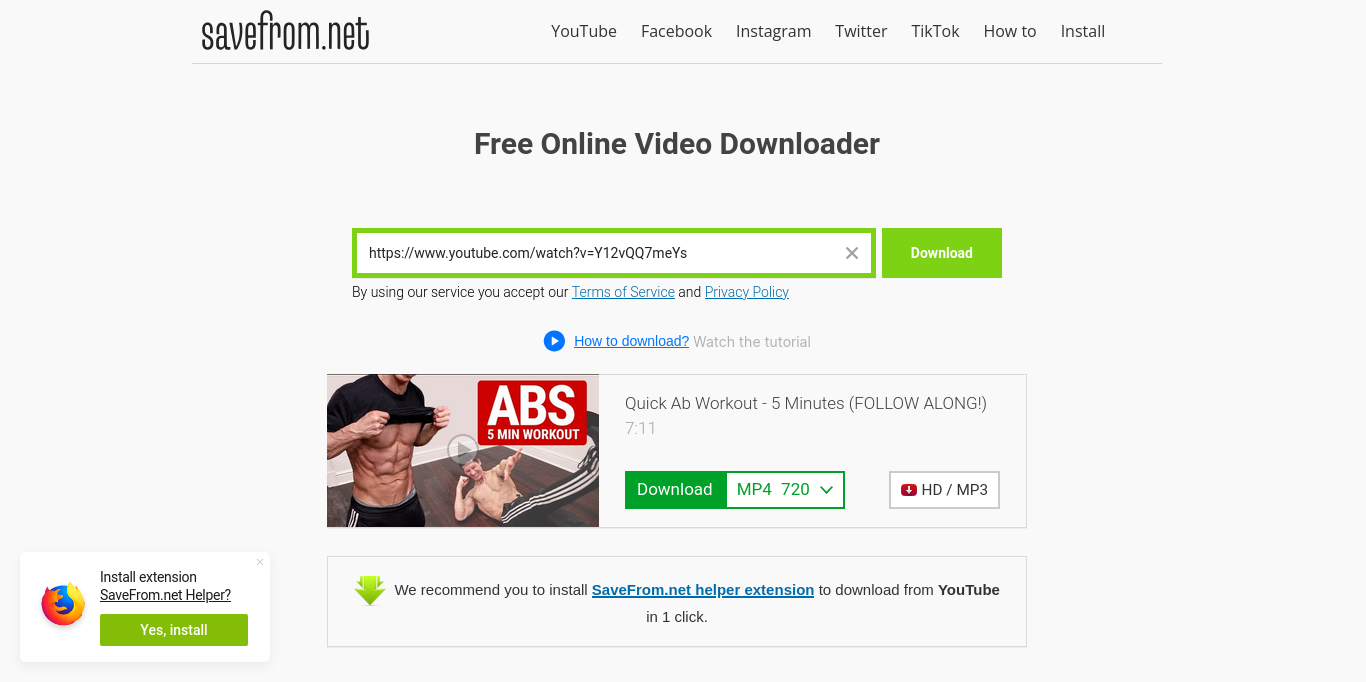 savefrom.net
YouTube Facebook Instagram Twitter TikTok How to Install
Free Online Video Downloader
https://www.youtube.com/watch?v=Y12vQQ7meYs
Download
By using our service you accept our Terms of Service and Privacy Policy
How to download? Watch the tutorial
ABS
5 MIN WORKOUT
Quick Ab Workout - 5 Minutes (FOLLOW ALONG!)
7:11
Download MP4 720
HD / MP3
We recommend you to install SaveFrom.net helper extension to download from YouTube
in 1 click.
Install extension
SaveFrom.net Helper?
Yes, install